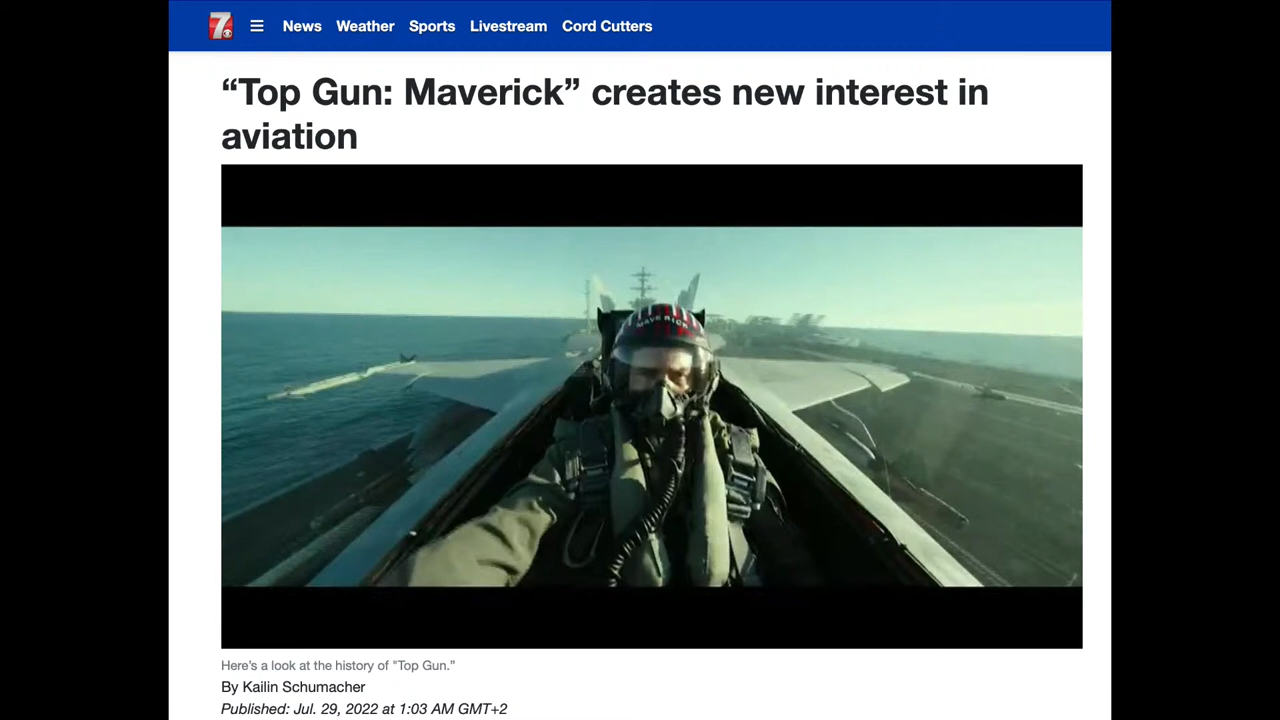 7 News Weather Sports Livestream Cord Cutters
“Top Gun: Maverick” creates new interest in
aviation
MAVERICK
Here's a look at the history of "Top Gun.”
By Kailin Schumacher
Published: Jul. 29, 2022 at 1:03 AM GMT+2